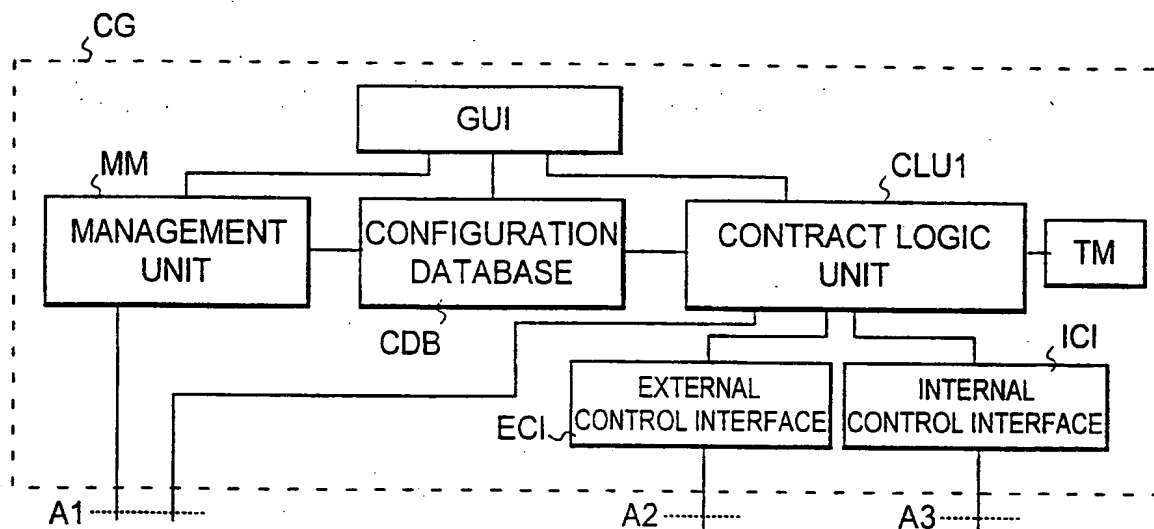 CG
GUI
MM
CLU1
MANAGEMENT
UNIT
CONFIGURATION
DATABASE
CONTRACT LOGIC
UNIT
TM
CDB
ICI
EXTERNAL
CONTROL INTERFACE
INTERNAL
CONTROL INTERFACE
ECI
A1
A2
A3